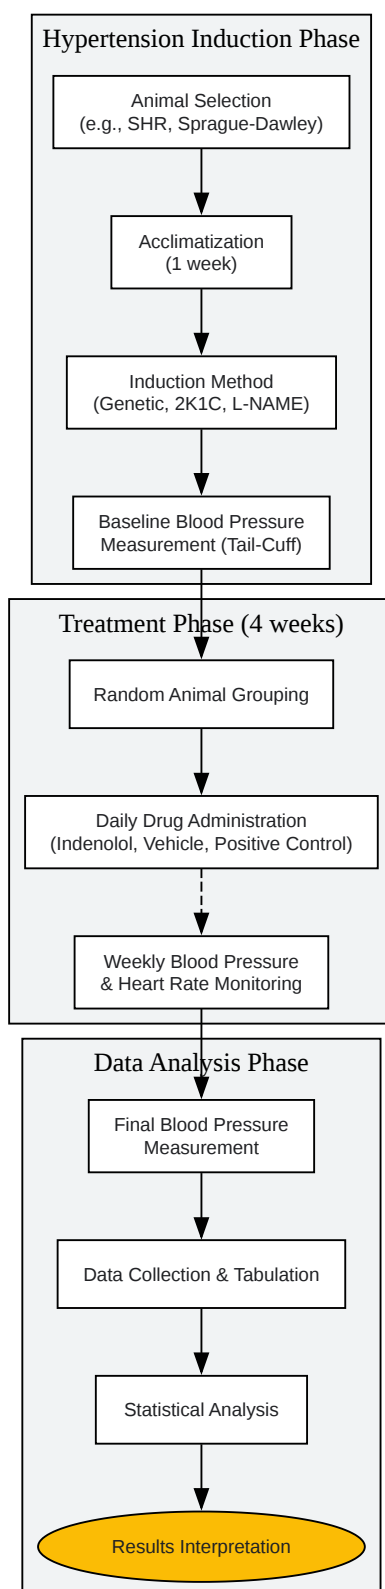 Hypertension Induction Phase
Animal Selection
(e.g., SHR, Sprague-Dawley)
Acclimatization
(1 week)
Induction Method
(Genetic, 2K1C, L-NAME)
Baseline Blood Pressure
Measurement (Tail-Cuff)
Treatment Phase (4 weeks)
Random Animal Grouping
Daily Drug Administration
(Indenolol, Vehicle, Positive Control)
Weekly Blood Pressure
& Heart Rate Monitoring
Data Analysis Phase
Final Blood Pressure
Measurement
Data Collection & Tabulation
Statistical Analysis
Results Interpretation